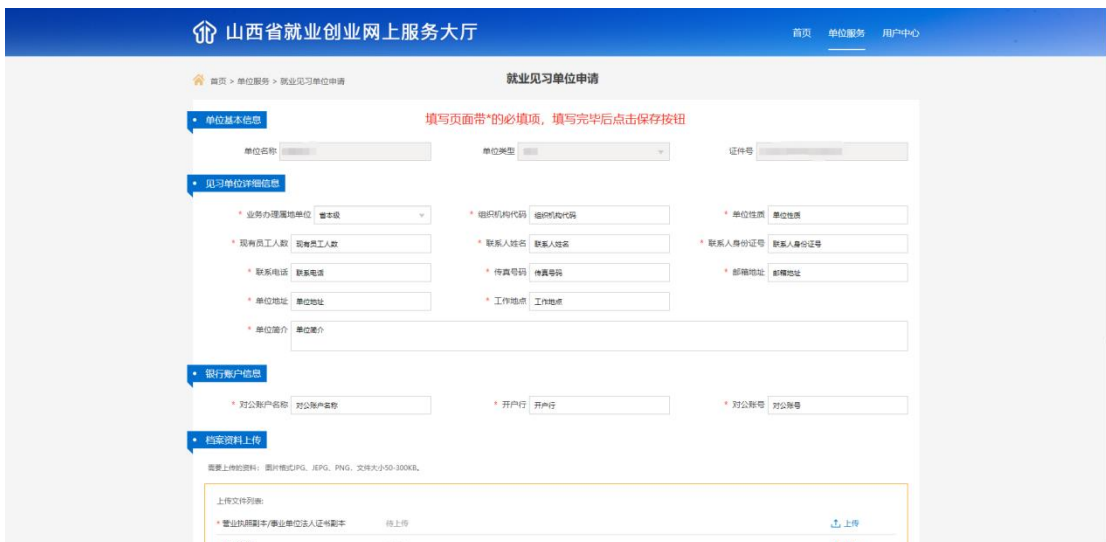 山西省就业创业网上服务大厅
首页 单位服务 用户中心
首页 > 单位服务 > 就业见习单位申请
就业见习单位申请
单位基本信息
填写页面带*的必填项，填写完毕后点击保存按钮
单位名称 单位类型 证件号
见习单位详细信息
* 业务办理属地单位 省本级 * 组织机构代码 组织机构代码 * 单位性质 单位性质
* 现有员工人数 现有员工人数 * 联系人姓名 联系人姓名 * 联系人身份证号 联系人身份证号
* 联系电话 联系电话 * 传真号码 传真号码 * 邮箱地址 邮箱地址
* 单位地址 单位地址 * 工作地点 工作地点
* 单位简介 单位简介
银行账户信息
* 对公账户名称 对公账户名称 * 开户行 开户行 * 对公账号 对公账号
档案资料上传
需要上传的资料：图片格式JPG、JEPG、PNG、文件大小50-300KB。
上传文件列表:
* 营业执照副本/事业单位法人证书副本 待上传 上传